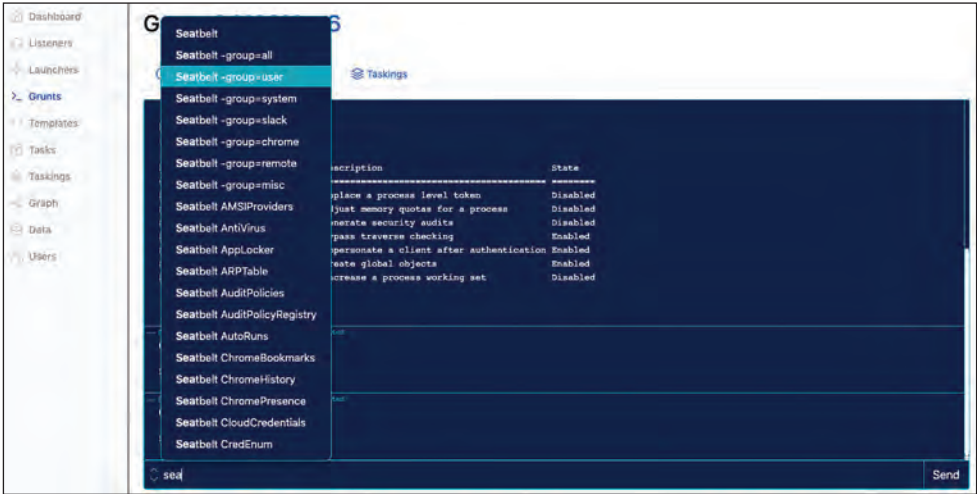 Dashboard
Listeners
Launchers
Grunts
Templates
Tasks
Taskings
Graph
Data
Users
G
6
Taskings
Seatbelt
Seatbelt -group=all
Seatbelt -group=user
Seatbelt -group=system
Seatbelt -group=slack
Seatbelt -group=chrome
Seatbelt -group=remote
Seatbelt -group=misc
Seatbelt AMSIProviders
Seatbelt AntiVirus
Seatbelt AppLocker
Seatbelt ARPTable
Seatbelt AuditPolicies
Seatbelt AuditPolicyRegistry
Seatbelt AutoRuns
Seatbelt ChromeBookmarks
Seatbelt ChromeHistory
Seatbelt ChromePresence
Seatbelt CloudCredentials
Seatbelt CredEnum
scription State
place a process level token Disabled
just memory quotas for a process Disabled
nerate security audits Disabled
pass traverse checking Enabled
personate a client after authentication Enabled
eate global objects Enabled
crease a process working set Disabled
sea
Send